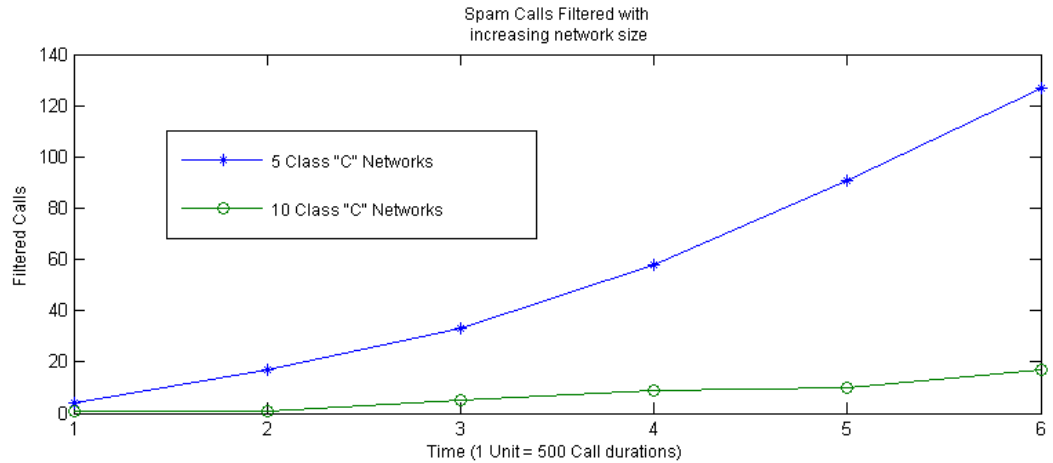 Spam Calls Filtered with
increasing network size
140
120
100
80
60
40
20
0
Filtered Calls
5 Class "C" Networks
10 Class "C" Networks
1 2 3 4 5 6
Time (1 Unit = 500 Call durations)